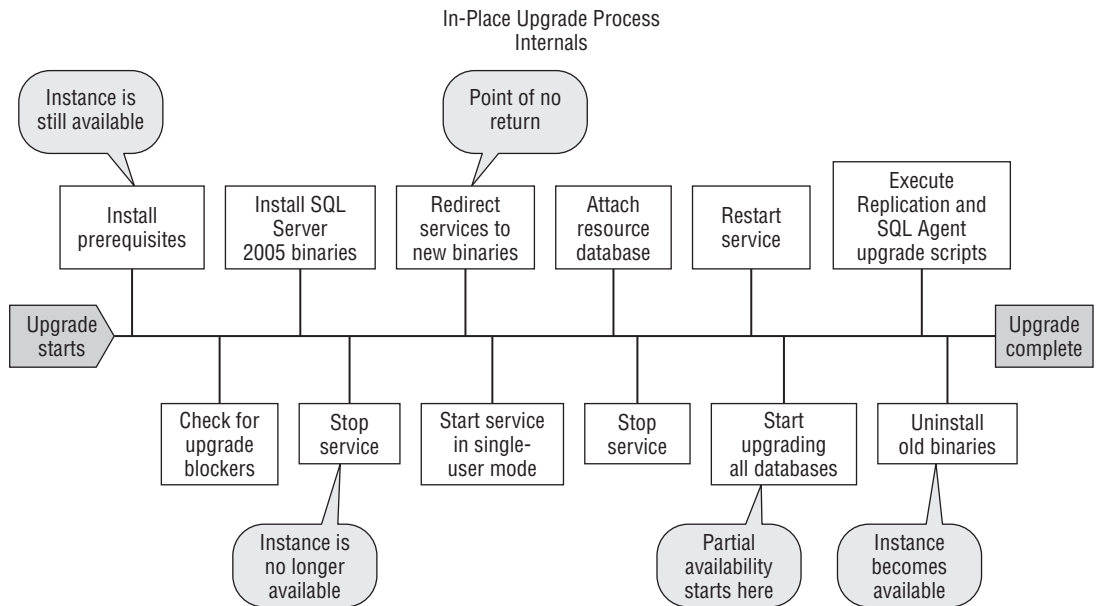 In-Place Upgrade Process
Internals
Instance is
still available
Point of no
return
Install
prerequisites
Install SQL
Server
2005 binaries
Redirect
services to
new binaries
Attach
resource
database
Restart
service
Execute
Replication and
SQL Agent
upgrade scripts
Upgrade
starts
Upgrade
complete
Check for
upgrade
blockers
Stop
service
Start service
in single-
user mode
Stop
service
Start
upgrading
all databases
Uninstall
old binaries
Instance is
no longer
available
Partial
availability
starts here
Instance
becomes
available